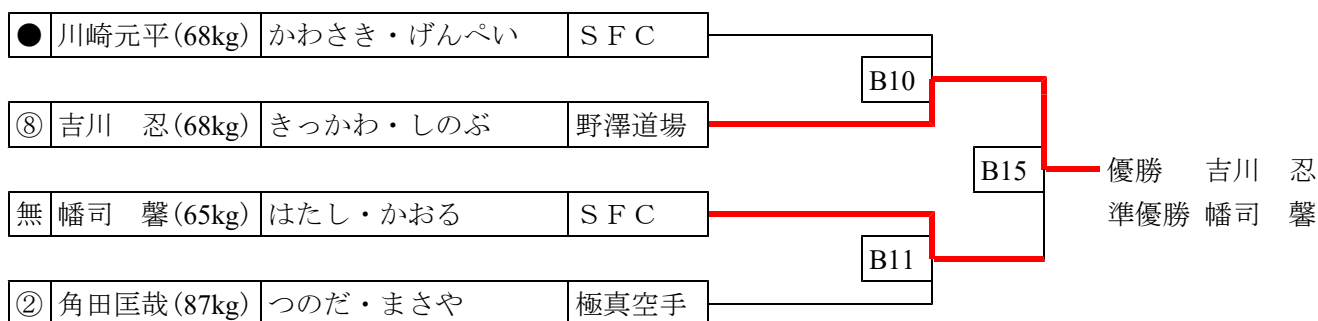 ● 川崎元平(68kg) かわさき・げんぺい ＳＦＣ
B10
⑧ 吉川　忍(68kg) きっかわ・しのぶ 野澤道場
B15 優勝　吉川　忍
無 幡司　馨(65kg) はたし・かおる ＳＦＣ
準優勝 幡司　馨
B11
② 角田匡哉(87kg) つのだ・まさや 極真空手